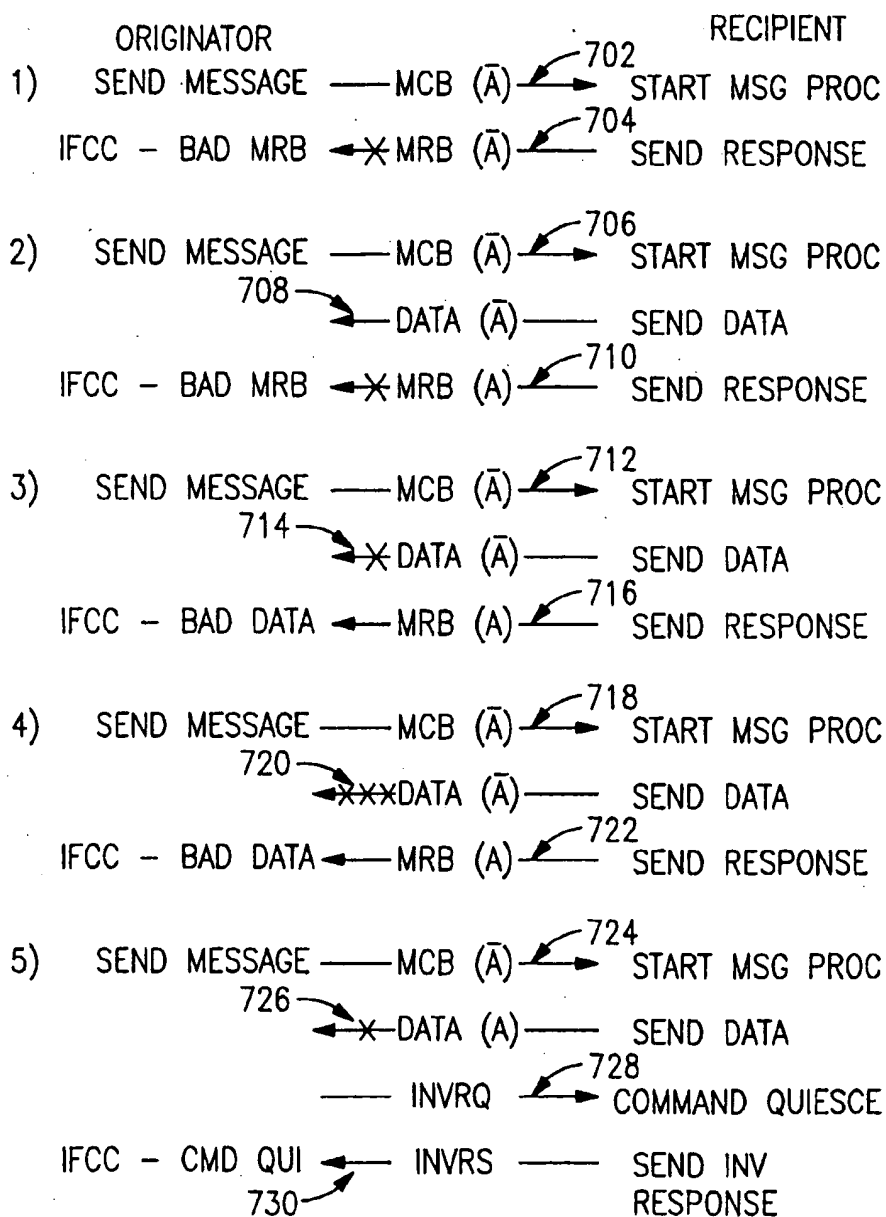 ORIGINATOR RECIPIENT
702
1) SEND MESSAGE MCB (Ā) START MSG PROC
704
IFCC - BAD MRB MRB (Ā) SEND RESPONSE
706
2) SEND MESSAGE MCB (Ā) START MSG PROC
708
DATA (Ā) SEND DATA
710
IFCC - BAD MRB MRB (A) SEND RESPONSE
712
3) SEND MESSAGE MCB (Ā) START MSG PROC
714
DATA (Ā) SEND DATA
716
IFCC - BAD DATA MRB (A) SEND RESPONSE
718
4) SEND MESSAGE MCB (Ā) START MSG PROC
720
DATA (Ā) SEND DATA
722
IFCC - BAD DATA MRB (A) SEND RESPONSE
724
5) SEND MESSAGE MCB (Ā) START MSG PROC
726
DATA (A) SEND DATA
728
INVRQ COMMAND QUIESCE
IFCC - CMD QUI INVRS SEND INV
730 RESPONSE